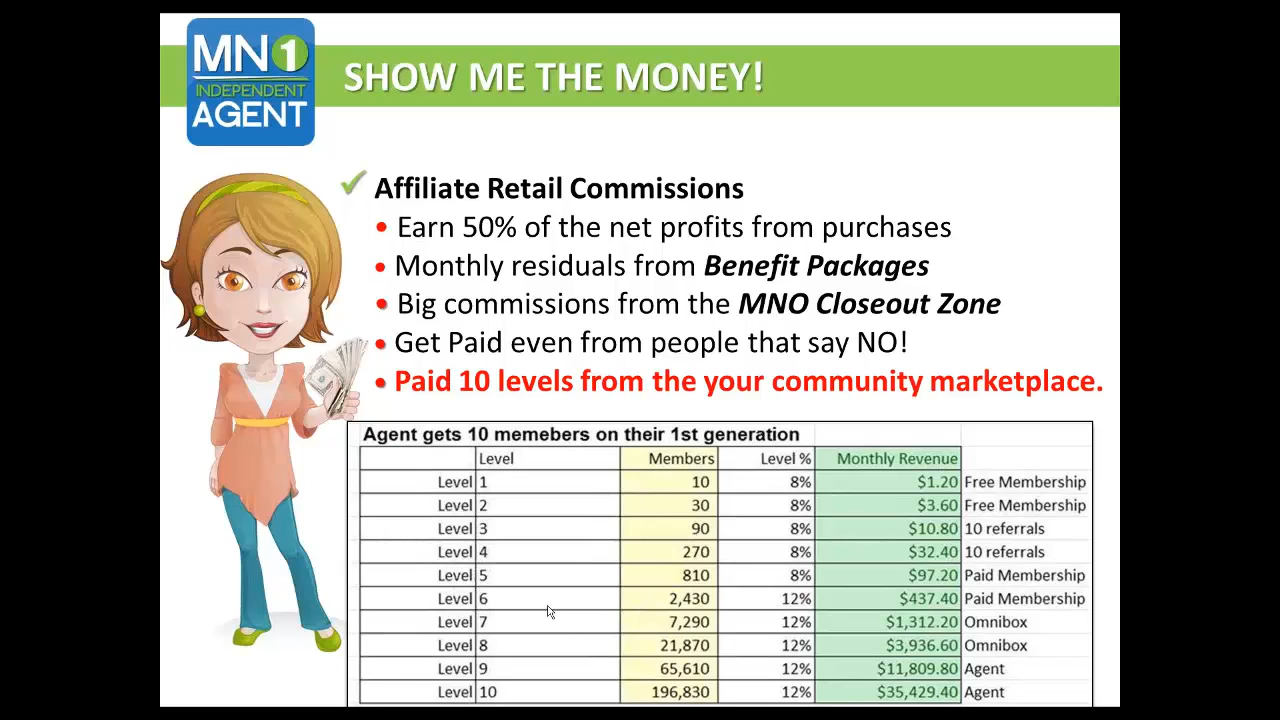 MN1
INDEPENDENT
AGENT
SHOW ME THE MONEY!
Affiliate Retail Commissions
• Earn 50% of the net profits from purchases
• Monthly residuals from Benefit Packages
• Big commissions from the MNO Closeout Zone
• Get Paid even from people that say NO!
• Paid 10 levels from the your community marketplace.
Agent gets 10 memebers on their 1st generation
Level Members Level % Monthly Revenue
Level 1 10 8% $1.20 Free Membership
Level 2 30 8% $3.60 Free Membership
Level 3 90 8% $10.80 10 referrals
Level 4 270 8% $32.40 10 referrals
Level 5 810 8% $97.20 Paid Membership
Level 6 2,430 12% $437.40 Paid Membership
Level 7 7,290 12% $1,312.20 Omnibox
Level 8 21,870 12% $3,936.60 Omnibox
Level 9 65,610 12% $11,809.80 Agent
Level 10 196,830 12% $35,429.40 Agent